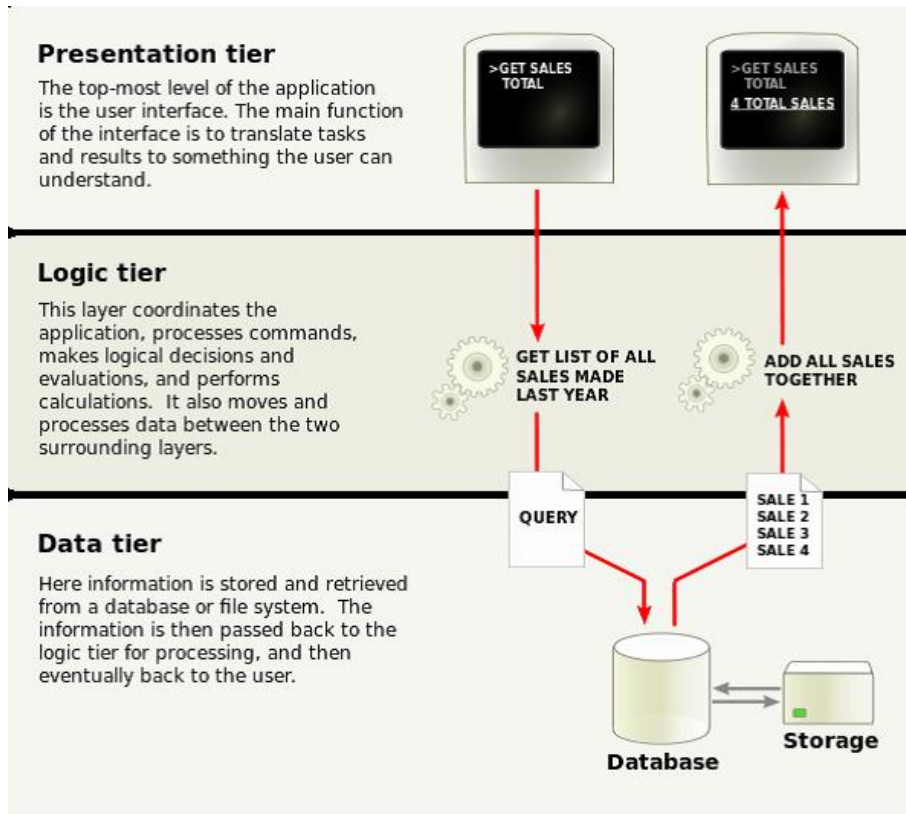 Presentation tier
The top-most level of the application
is the user interface. The main function
of the interface is to translate tasks
and results to something the user can
understand.
>GET SALES
TOTAL
>GET SALES
TOTAL
4 TOTAL SALES
Logic tier
This layer coordinates the
application, processes commands,
makes logical decisions and
evaluations, and performs
calculations.  It also moves and
processes data between the two
surrounding layers.
GET LIST OF ALL
SALES MADE
LAST YEAR
ADD ALL SALES
TOGETHER
QUERY
SALE 1
SALE 2
SALE 3
SALE 4
Data tier
Here information is stored and retrieved
from a database or file system.  The
information is then passed back to the
logic tier for processing, and then
eventually back to the user.
Database
Storage